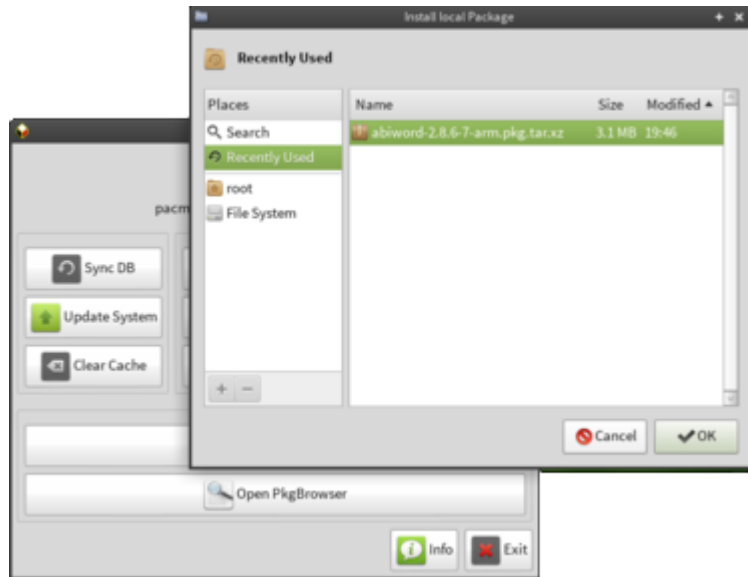 Install local Package
Recently Used
Places
Name Size Modified
Search
abiword-2.8.6-7-arm.pkg.tar.xz 3.1 MB 19:46
Recently Used
root
File System
Cancel
OK
pacm
Sync DB
Update System
Clear Cache
Open PkgBrowser
Info
Exit